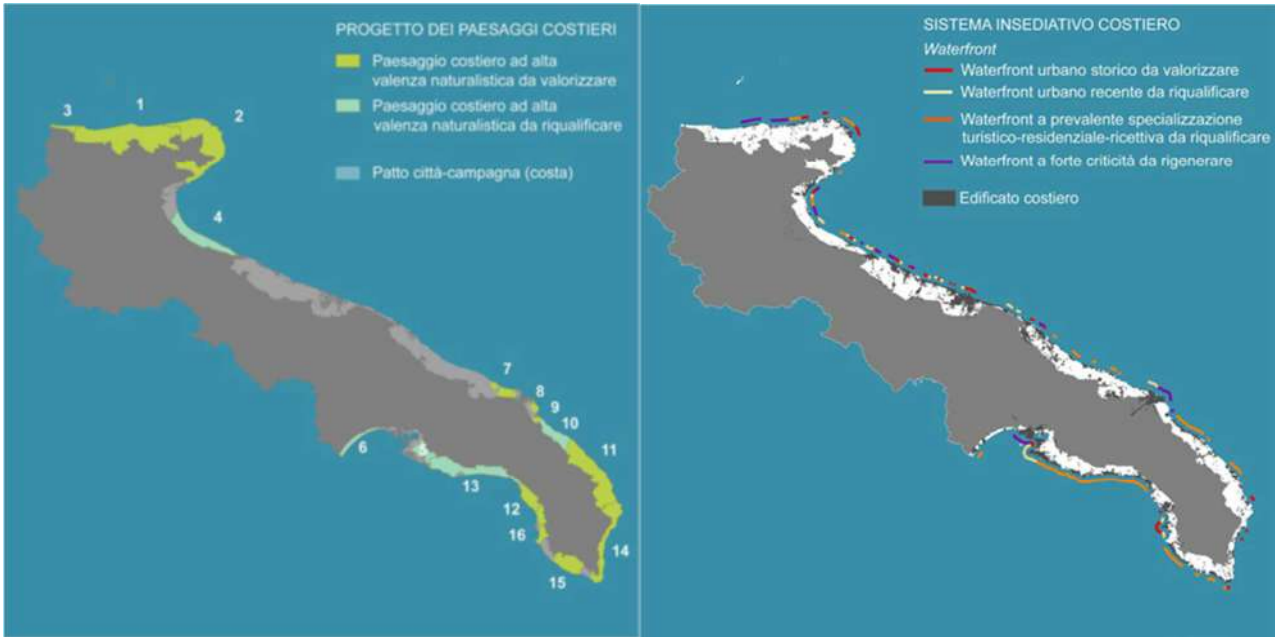 PROGETTO DEI PAESAGGI COSTIERI
Paesaggio costiero ad alta
valenza naturalistica da valorizzare
Paesaggio costiero ad alta
valenza naturalistica da riqualificare
Patto città-campagna (costa)
3
1
2
4
7
8
9
10
11
6
5
13
12
16
14
15
SISTEMA INSEDIATIVO COSTIERO
Waterfront
Waterfront urbano storico da valorizzare
Waterfront urbano recente da riqualificare
Waterfront a prevalente specializzazione
turistico-residenziale-ricettiva da riqualificare
Waterfront a forte criticità da rigenerare
Edificato costiero